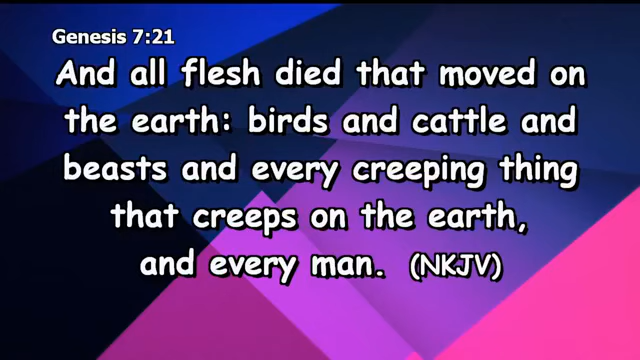 Genesis 7:21
And all flesh died that moved on
the earth: birds and cattle and
beasts and every creeping thing
that creeps on the earth,
and every man. (NKJV)